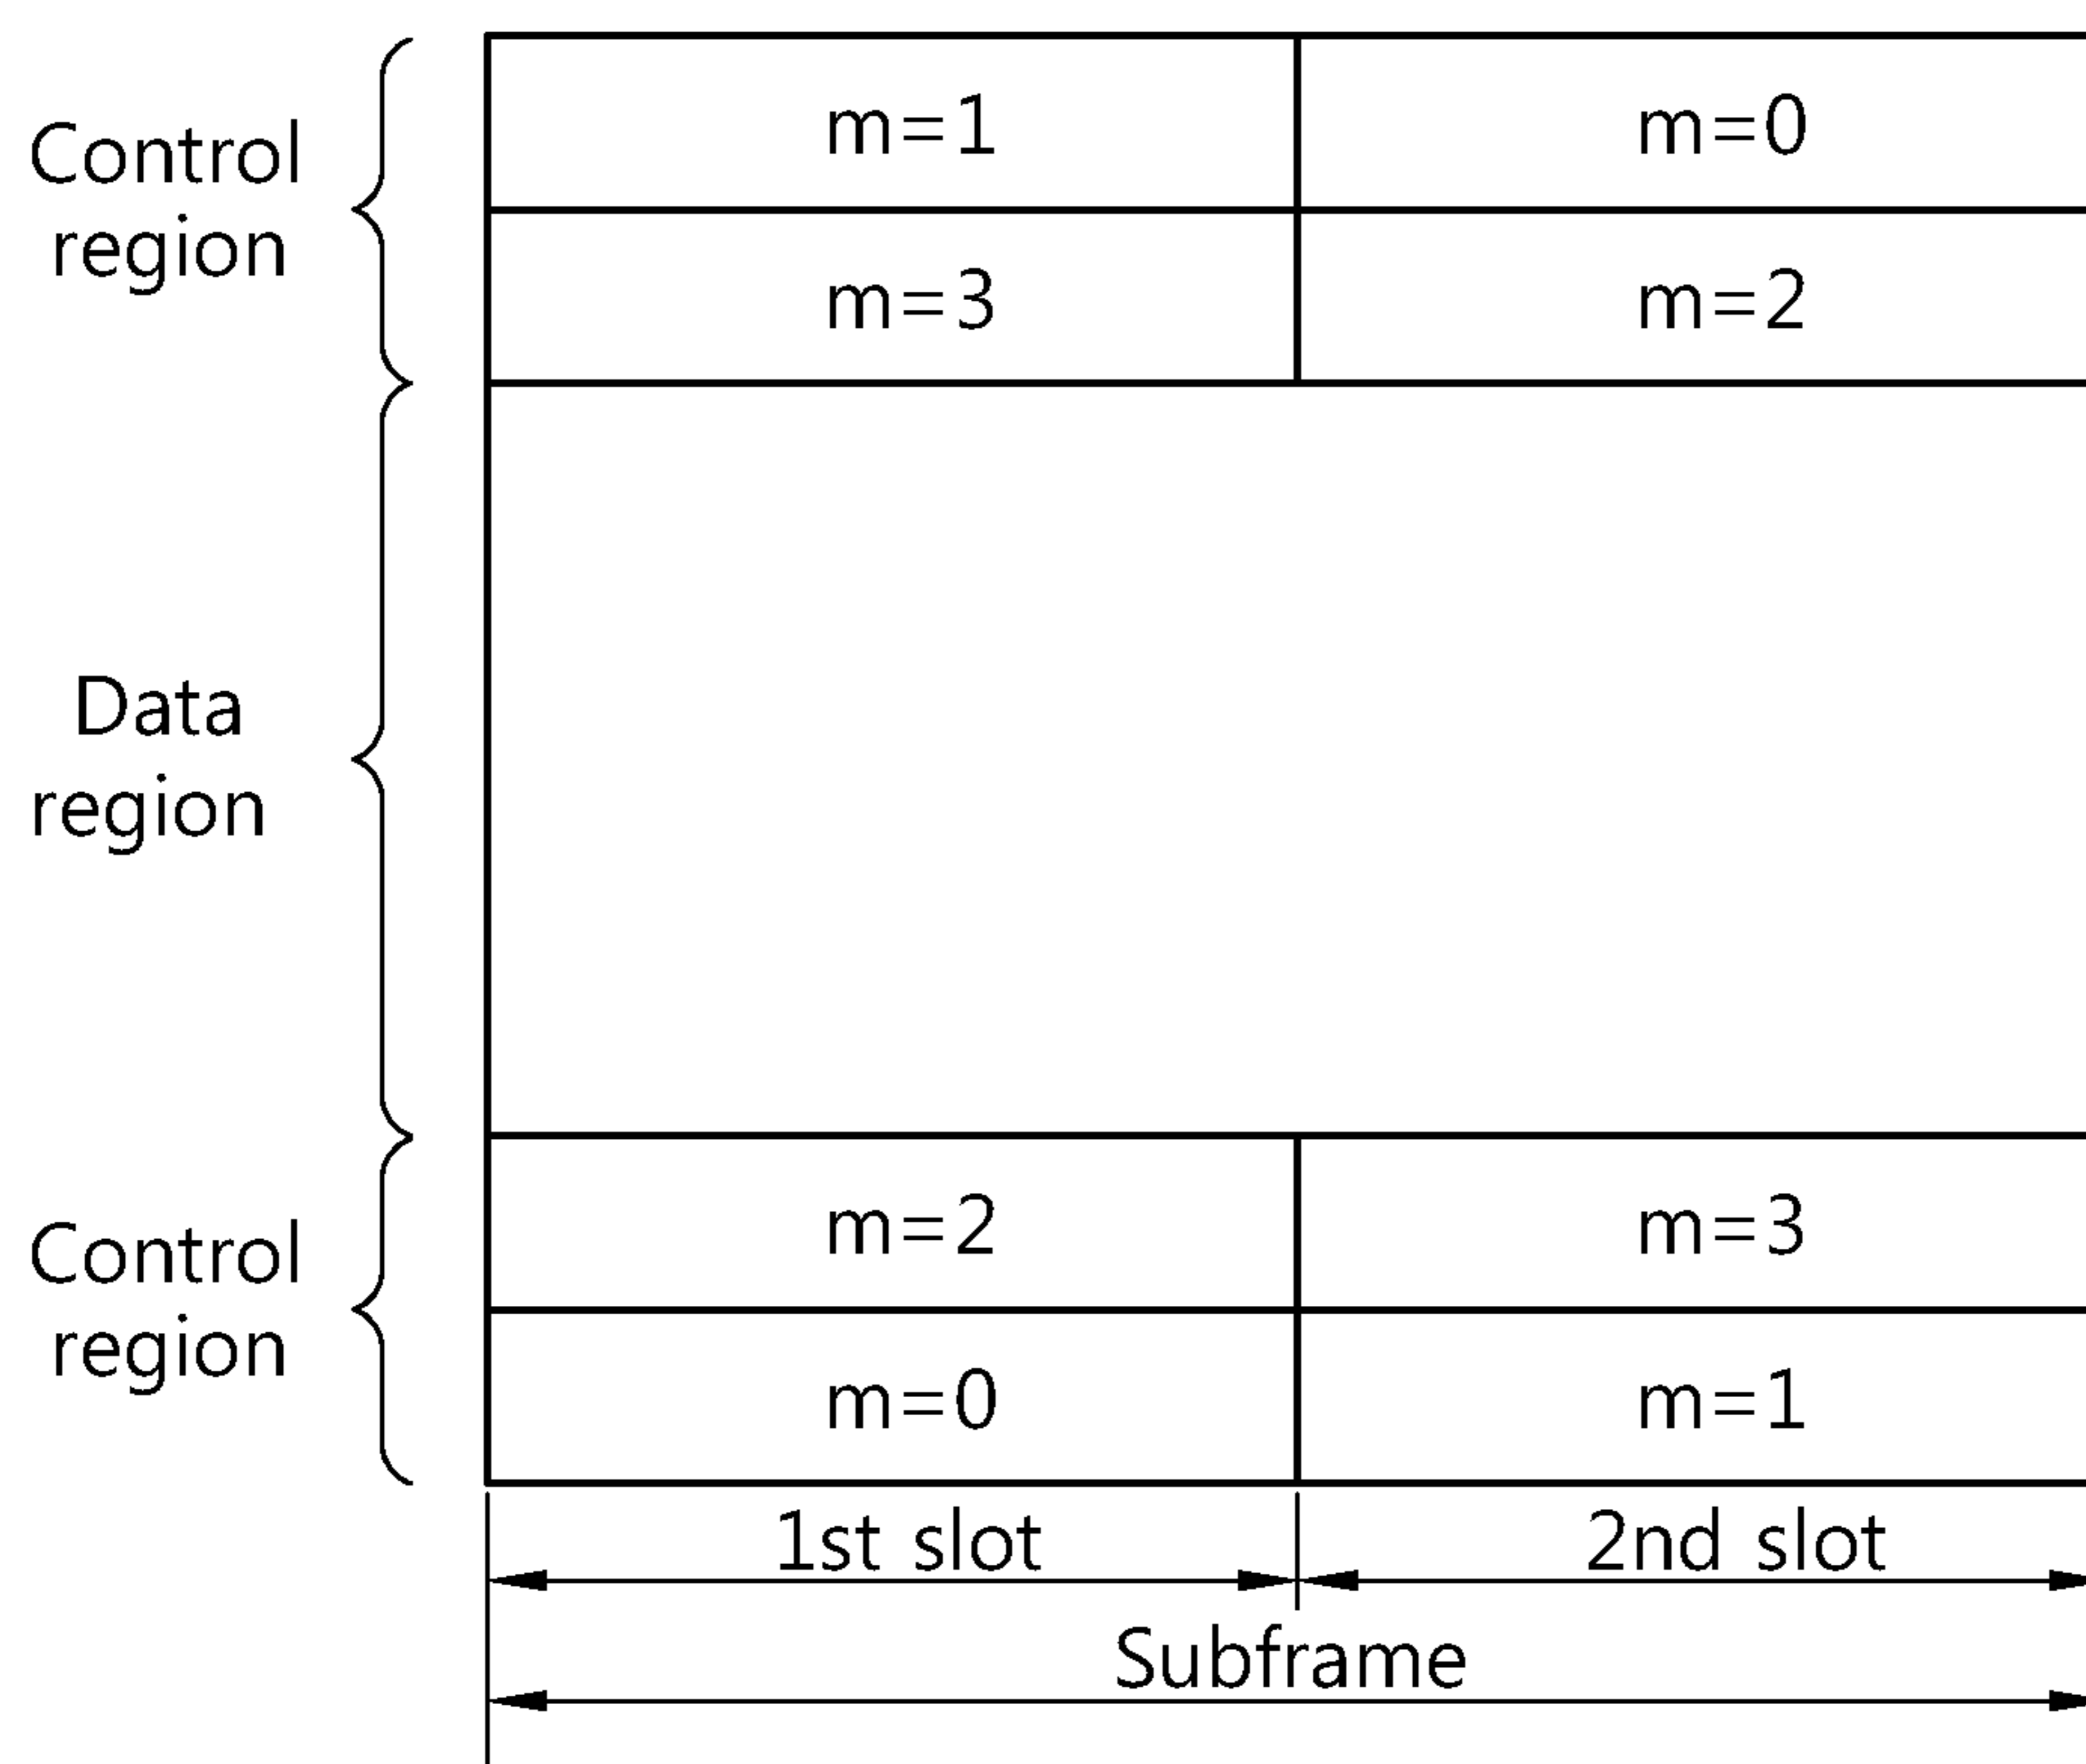 Control
region
m=1
m=0
m=3
m=2
Data
region
Control
region
m=2
m=3
m=0
m=1
1st slot
2nd slot
Subframe